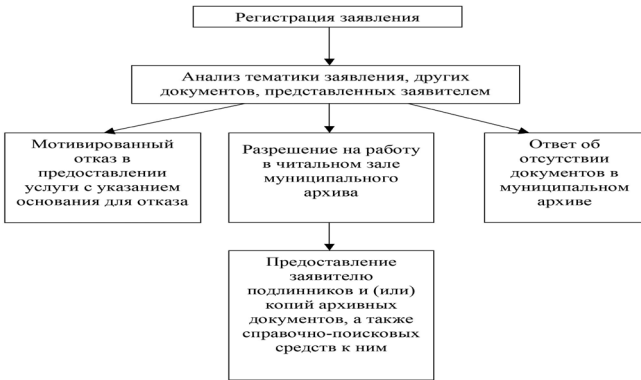 Регистрация заявления
Анализ тематики заявления, других
документов, представленных заявителем
Мотивированный
отказ в
предоставлении
услуги с указанием
основания для отказа
Разрешение на работу
в читальном зале
муниципального
архива
Ответ об
отсутствии
документов в
муниципальном
архиве
Предоставление
заявителю
подлинников и (или)
копий архивных
документов, а также
справочно-поисковых
средств к ним